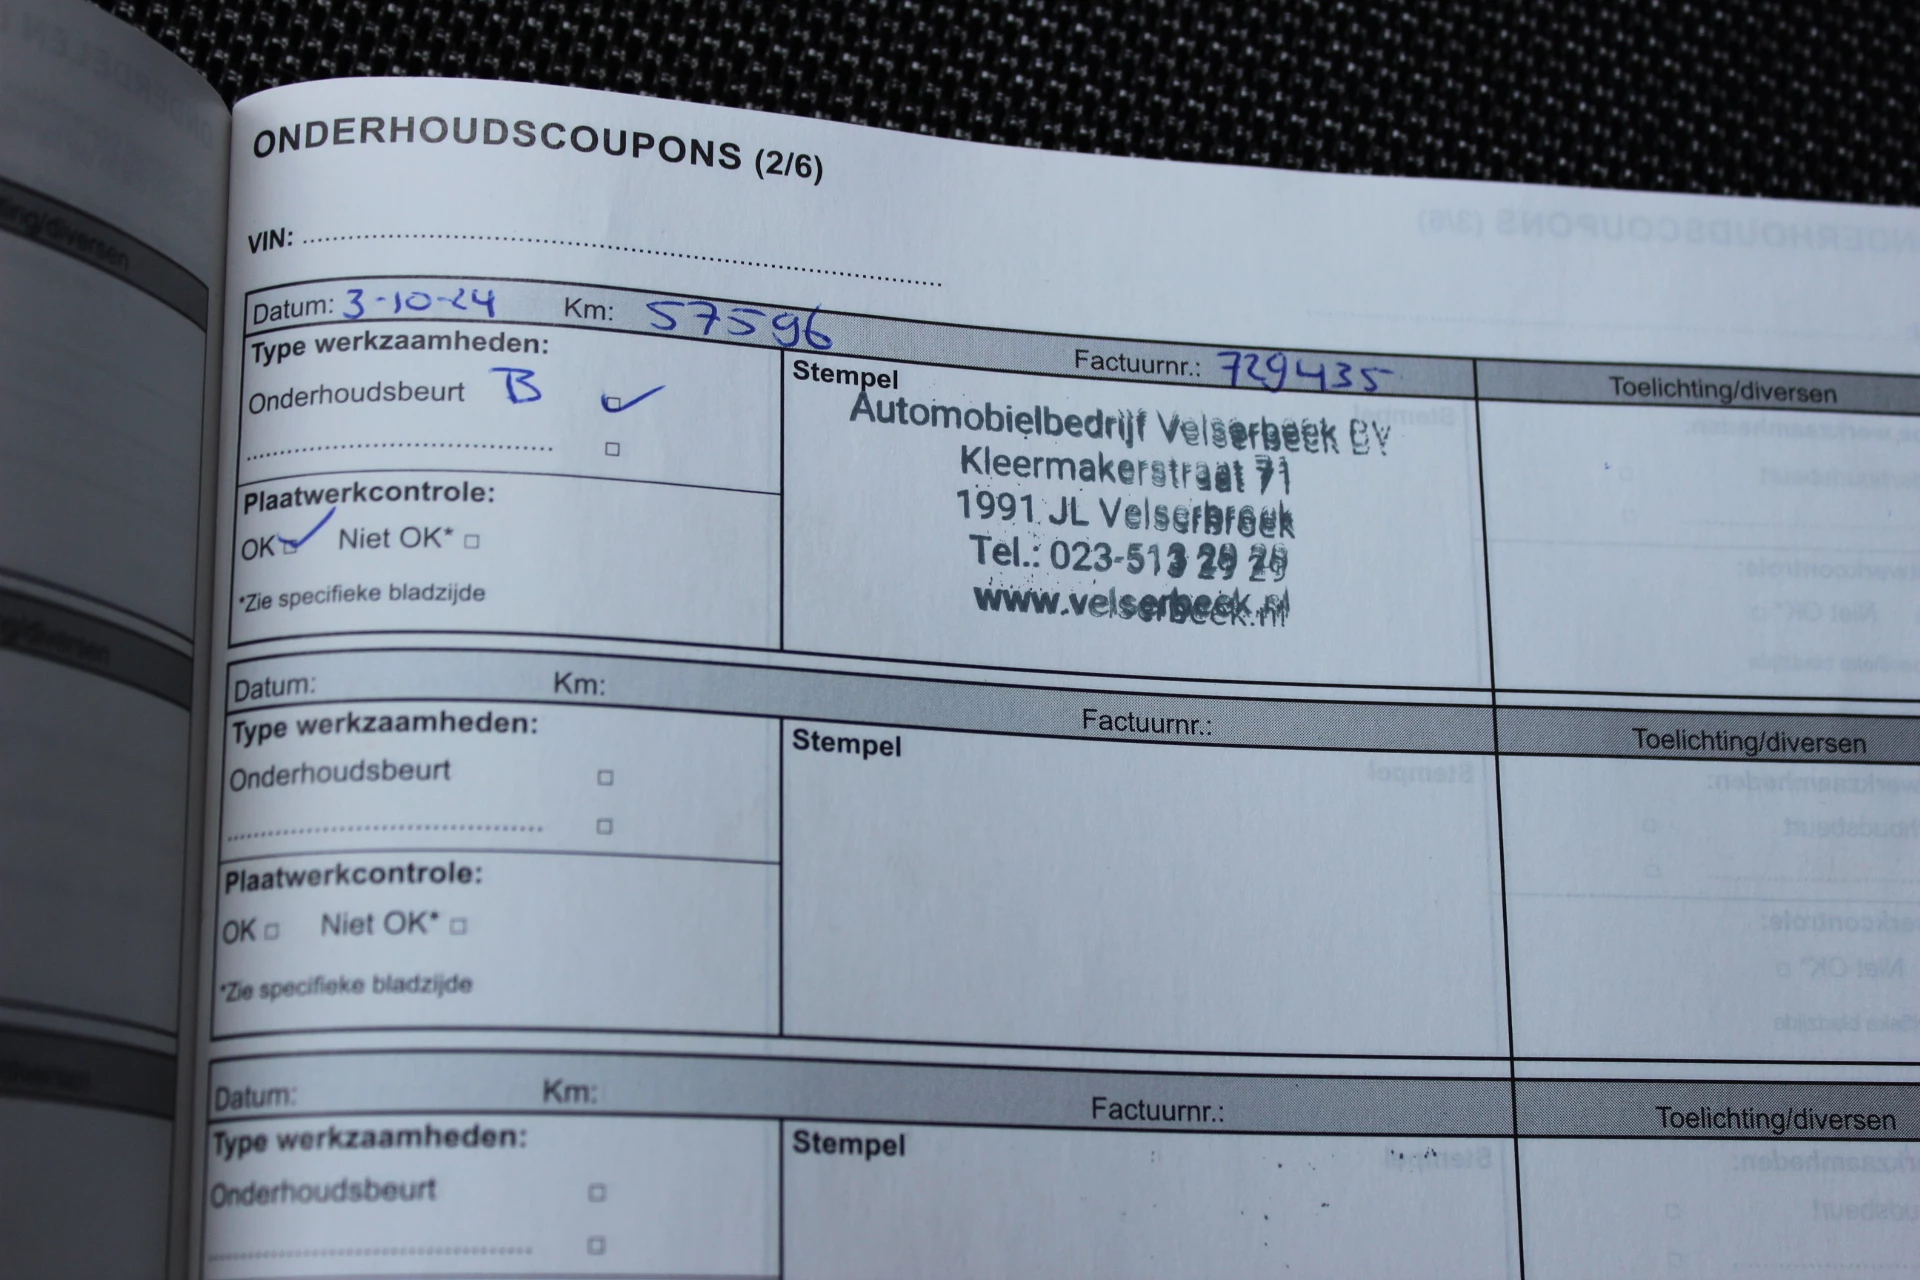 ONDERHOUDSCOUPONS (2/6)
VIN:
Datum: 3-10-24 Km: 57596 Factuurnr.: 729435 Toelichting/diversen
Type werkzaamheden:
Onderhoudsbeurt B
Plaatwerkcontrole:
OK Niet OK*
*Zie specifieke bladzijde
Stempel
Automobielbedrijf Velserbeek BV
Kleermakerstraat 71
1991 JL Velserbroek
Tel.: 023-513 29 29
www.velserbeek.nl
Datum: Km: Factuurnr.: Toelichting/diversen
Type werkzaamheden:
Onderhoudsbeurt
Plaatwerkcontrole:
OK Niet OK*
*Zie specifieke bladzijde
Stempel
Datum: Km: Factuurnr.: Toelichting/diversen
Type werkzaamheden:
Onderhoudsbeurt
Stempel